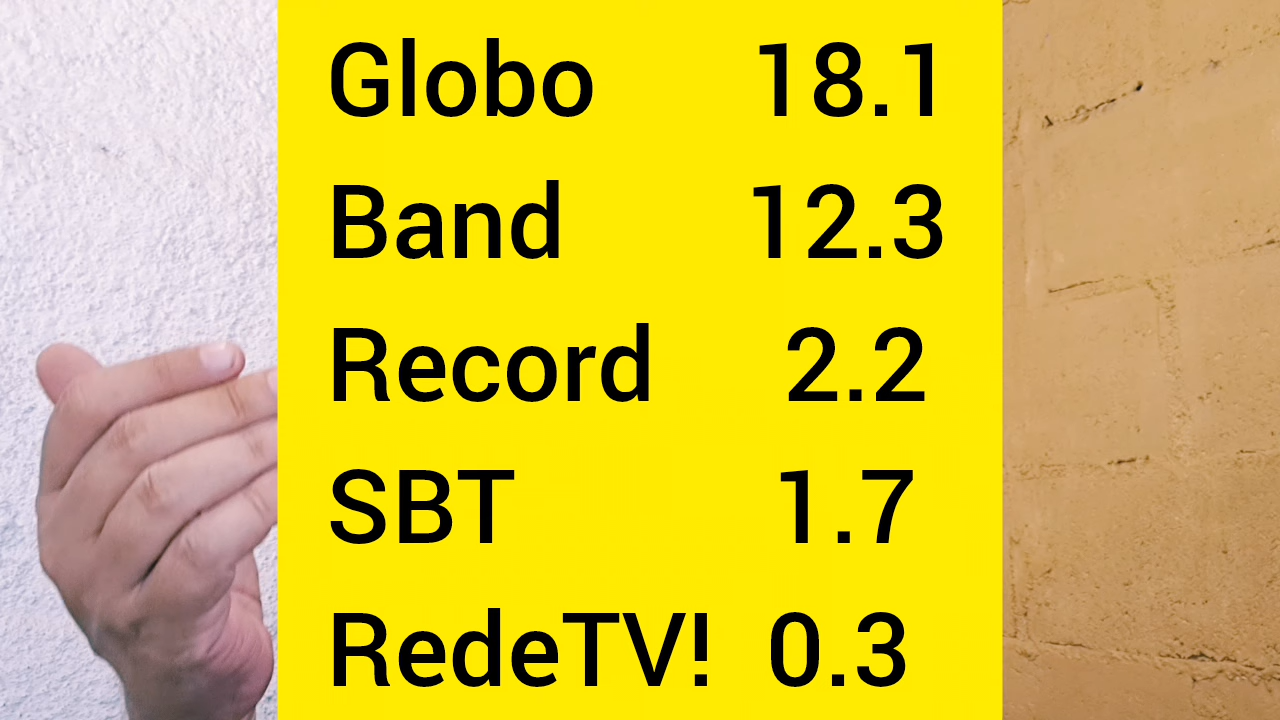 Globo 18.1
Band 12.3
Record 2.2
SBT 1.7
RedeTV! 0.3